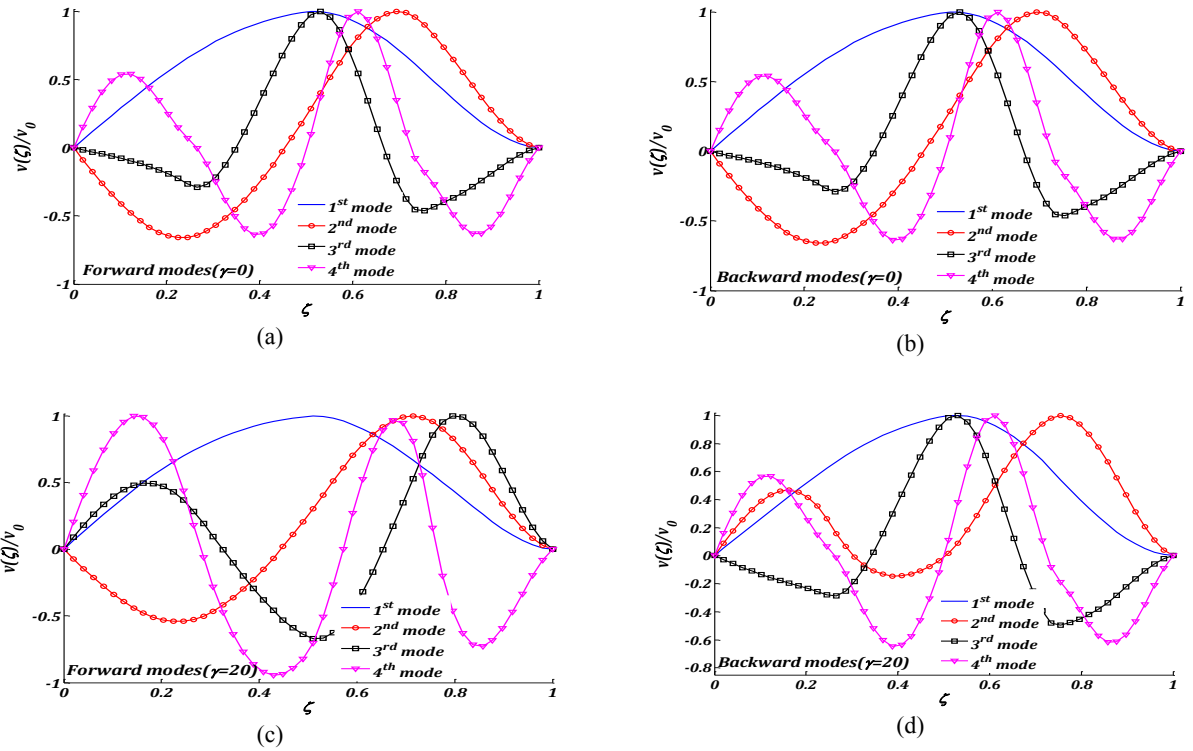 v(ζ)/v0
1
0.5
0
-0.5
-1
1st mode
2nd mode
3rd mode
4th mode
Forward modes(γ=0)
0 0.2 0.4 0.6 0.8 1
ζ
(a)
v(ζ)/v0
1
0.5
0
-0.5
-1
1st mode
2nd mode
3rd mode
4th mode
Backward modes(γ=0)
0 0.2 0.4 0.6 0.8 1
ζ
(b)
v(ζ)/v0
1
0.5
0
-0.5
-1
1st mode
2nd mode
3rd mode
4th mode
Forward modes(γ=20)
0 0.2 0.4 0.6 0.8 1
ζ
(c)
v(ζ)/v0
1
0.8
0.6
0.4
0.2
0
-0.2
-0.4
-0.6
-0.8
1st mode
2nd mode
3rd mode
4th mode
Backward modes(γ=20)
0 0.2 0.4 0.6 0.8 1
ζ
(d)